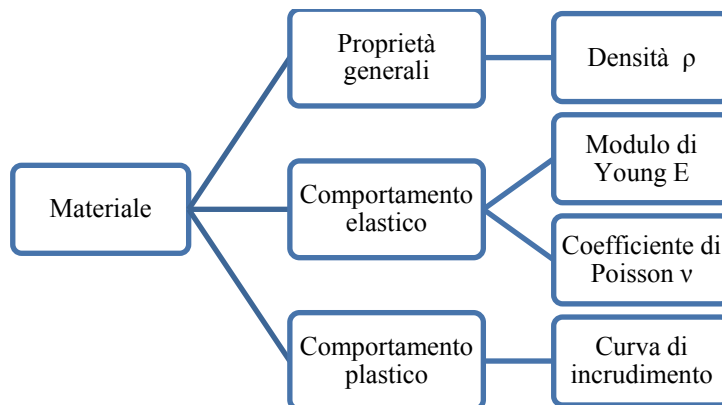 Proprietà
generali
Densità ρ
Materiale
Comportamento
elastico
Modulo di
Young E
Coefficiente di
Poisson ν
Comportamento
plastico
Curva di
incrudimento